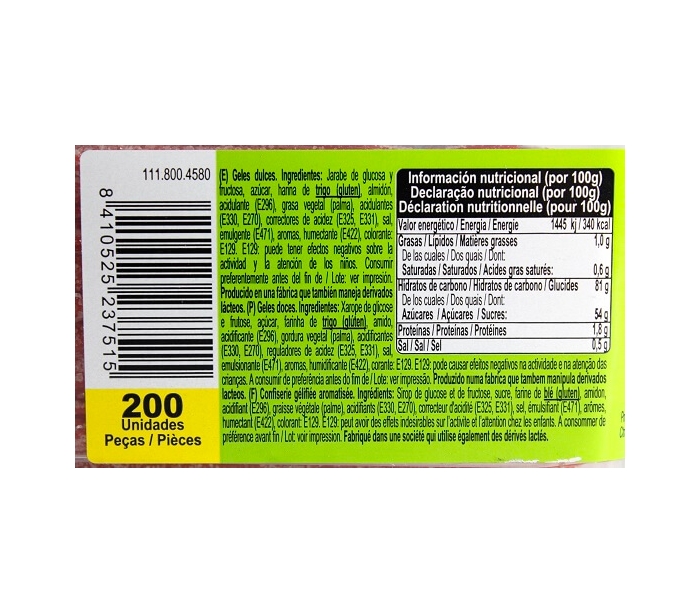 111.800.4580
8 410525 237515
200
Unidades
Peças / Pièces
(E) Geles dulces. Ingredientes: Jarabe de glucosa y
fructosa, azúcar, harina de trigo (gluten), almidón,
acidulante (E296), grasa vegetal (palma), acidulantes
(E330, E270), correctores de acidez (E325, E331), sal,
emulgente (E471), aromas, humectante (E422), colorante:
E129. E129: puede tener efectos negativos sobre la
actividad y la atención de los niños. Consumir
preferentemente antes del fin de / Lote: ver impresión.
Producido en una fábrica que también maneja derivados
lácteos. (P) Geles doces. Ingredientes: Xarope de glicose
e frutose, açúcar, farinha de trigo (glúten), amido,
acidificante (E296), gordura vegetal (palma), acidificantes
(E330, E270), reguladores de acidez (E325, E331), sal,
emulsionante (E471), aromas, humidificante (E422), corante: E129. E129: pode causar efeitos negativos na actividade e na atenção das
crianças. A consumir de preferência antes do fim de / Lote: ver impressão. Produzido numa fabrica que tambem manipula derivados
lacteos. (F) Confiserie gélifiée aromatisée. Ingrédients: Sirop de glucose et de fructose, sucre, farine de blé (gluten), amidon,
acidifiant (E296), graisse végétale (palme), acidifiants (E330, E270), correcteur d'acidité (E325, E331), sel, émulsifiant (E471), arômes,
humectant (E422), colorant: E129. E129: peut avoir des effets indesirables sur l'activite et l'attention chez les enfants. A consommer de
préférence avant fin / Lot: voir impression. Fabriqué dans une société qui utilise également des dérivés lactés.
Información nutricional (por 100g)
Declaração nutricional (por 100g)
Déclaration nutritionnelle (pour 100g)
Valor energético / Energia / Energie 1445 kj / 340 kcal
Grasas / Lípidos / Matières grasses 1,0 g
De las cuales / Dos quais / Dont:
Saturadas / Saturados / Acides gras saturés: 0,6 g
Hidratos de carbono / Hidratos de carbono / Glucides 81 g
De los cuales / Dos quais / Dont:
Azúcares / Açúcares / Sucres: 54 g
Proteínas / Proteínas / Protéines 1,8 g
Sal / Sal / Sel 0,5 g